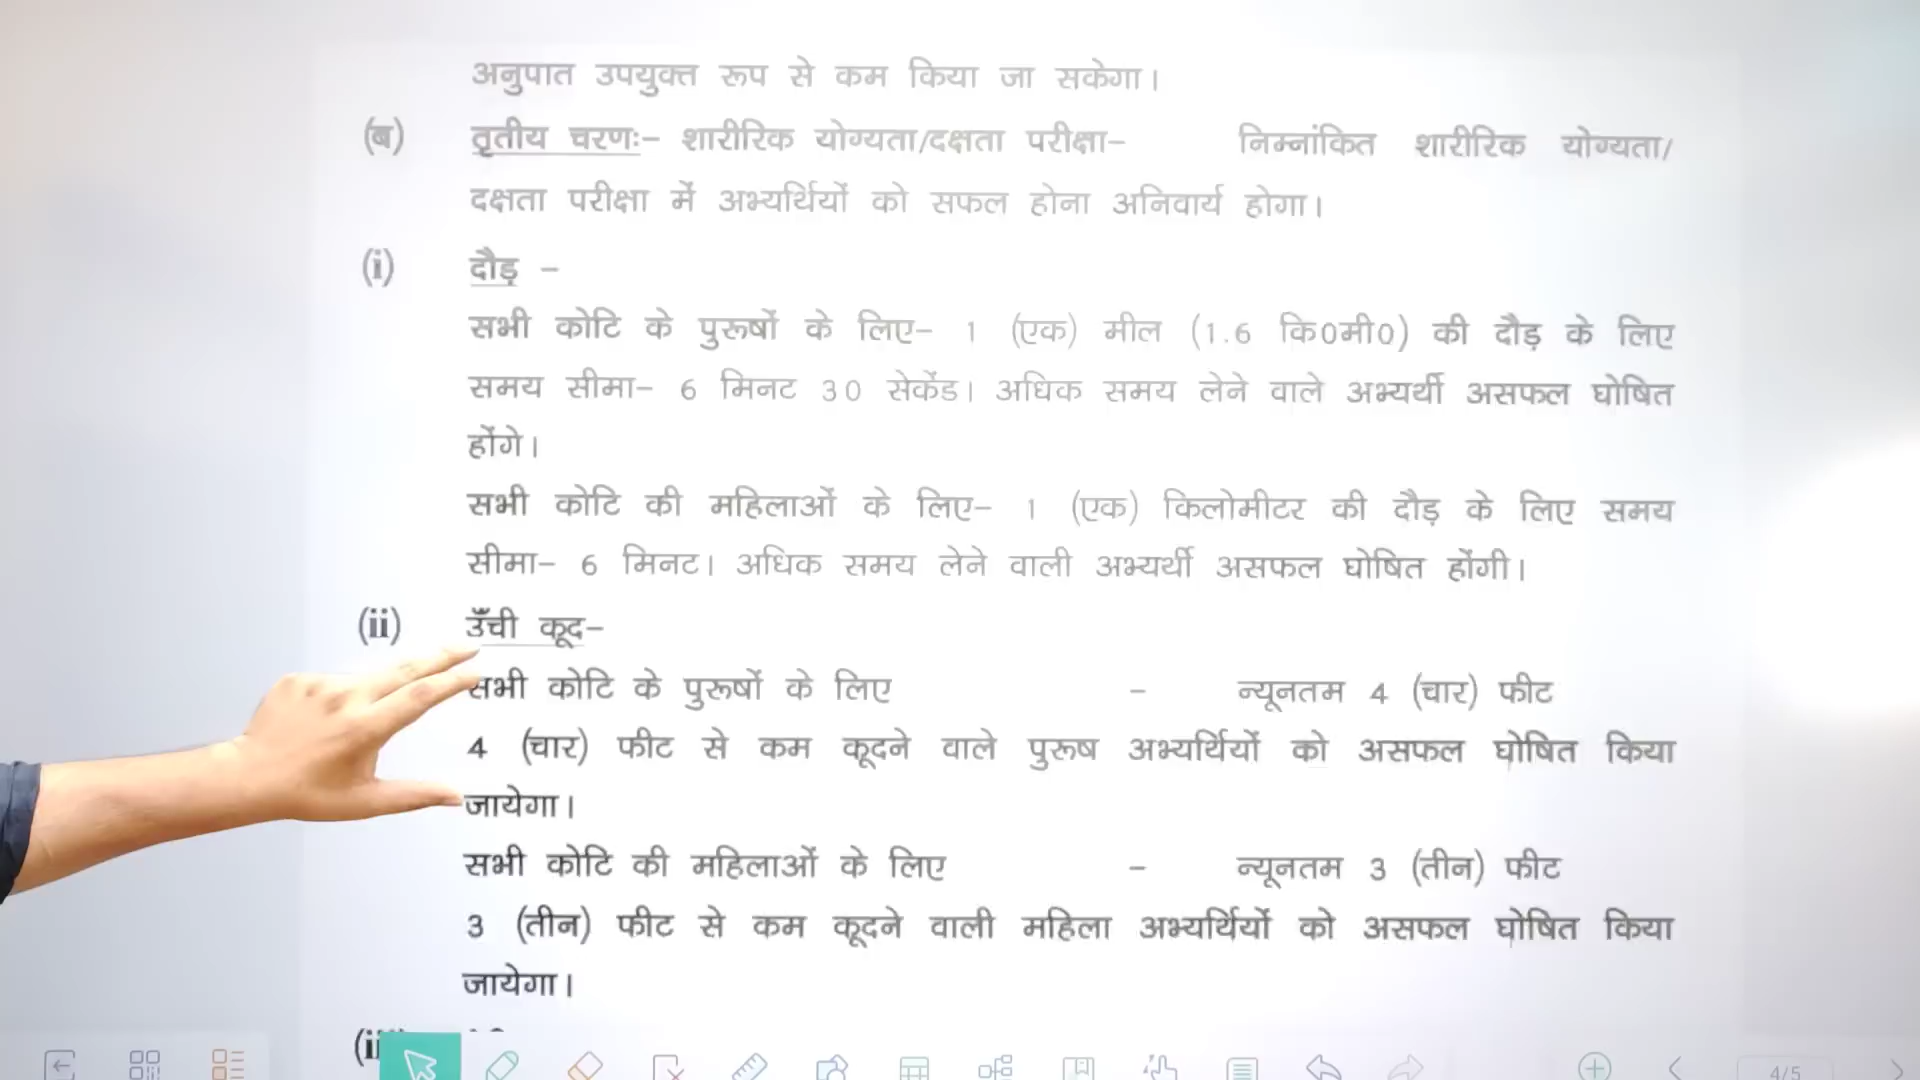 अनुपात उपयुक्त रूप से कम किया जा सकेगा।
(ब) तृतीय चरणः– शारीरिक योग्यता/दक्षता परीक्षा– निम्नांकित शारीरिक योग्यता/
दक्षता परीक्षा में अभ्यर्थियों को सफल होना अनिवार्य होगा।
(i) दौड़ –
सभी कोटि के पुरूषों के लिए– 1 (एक) मील (1.6 कि0मी0) की दौड़ के लिए
समय सीमा– 6 मिनट 30 सेकेंड। अधिक समय लेने वाले अभ्यर्थी असफल घोषित
होंगे।
सभी कोटि की महिलाओं के लिए– 1 (एक) किलोमीटर की दौड़ के लिए समय
सीमा– 6 मिनट। अधिक समय लेने वाली अभ्यर्थी असफल घोषित होंगी।
(ii) उँची कूद–
सभी कोटि के पुरूषों के लिए – न्यूनतम 4 (चार) फीट
4 (चार) फीट से कम कूदने वाले पुरूष अभ्यर्थियों को असफल घोषित किया
जायेगा।
सभी कोटि की महिलाओं के लिए – न्यूनतम 3 (तीन) फीट
3 (तीन) फीट से कम कूदने वाली महिला अभ्यर्थियों को असफल घोषित किया
जायेगा।
4/5